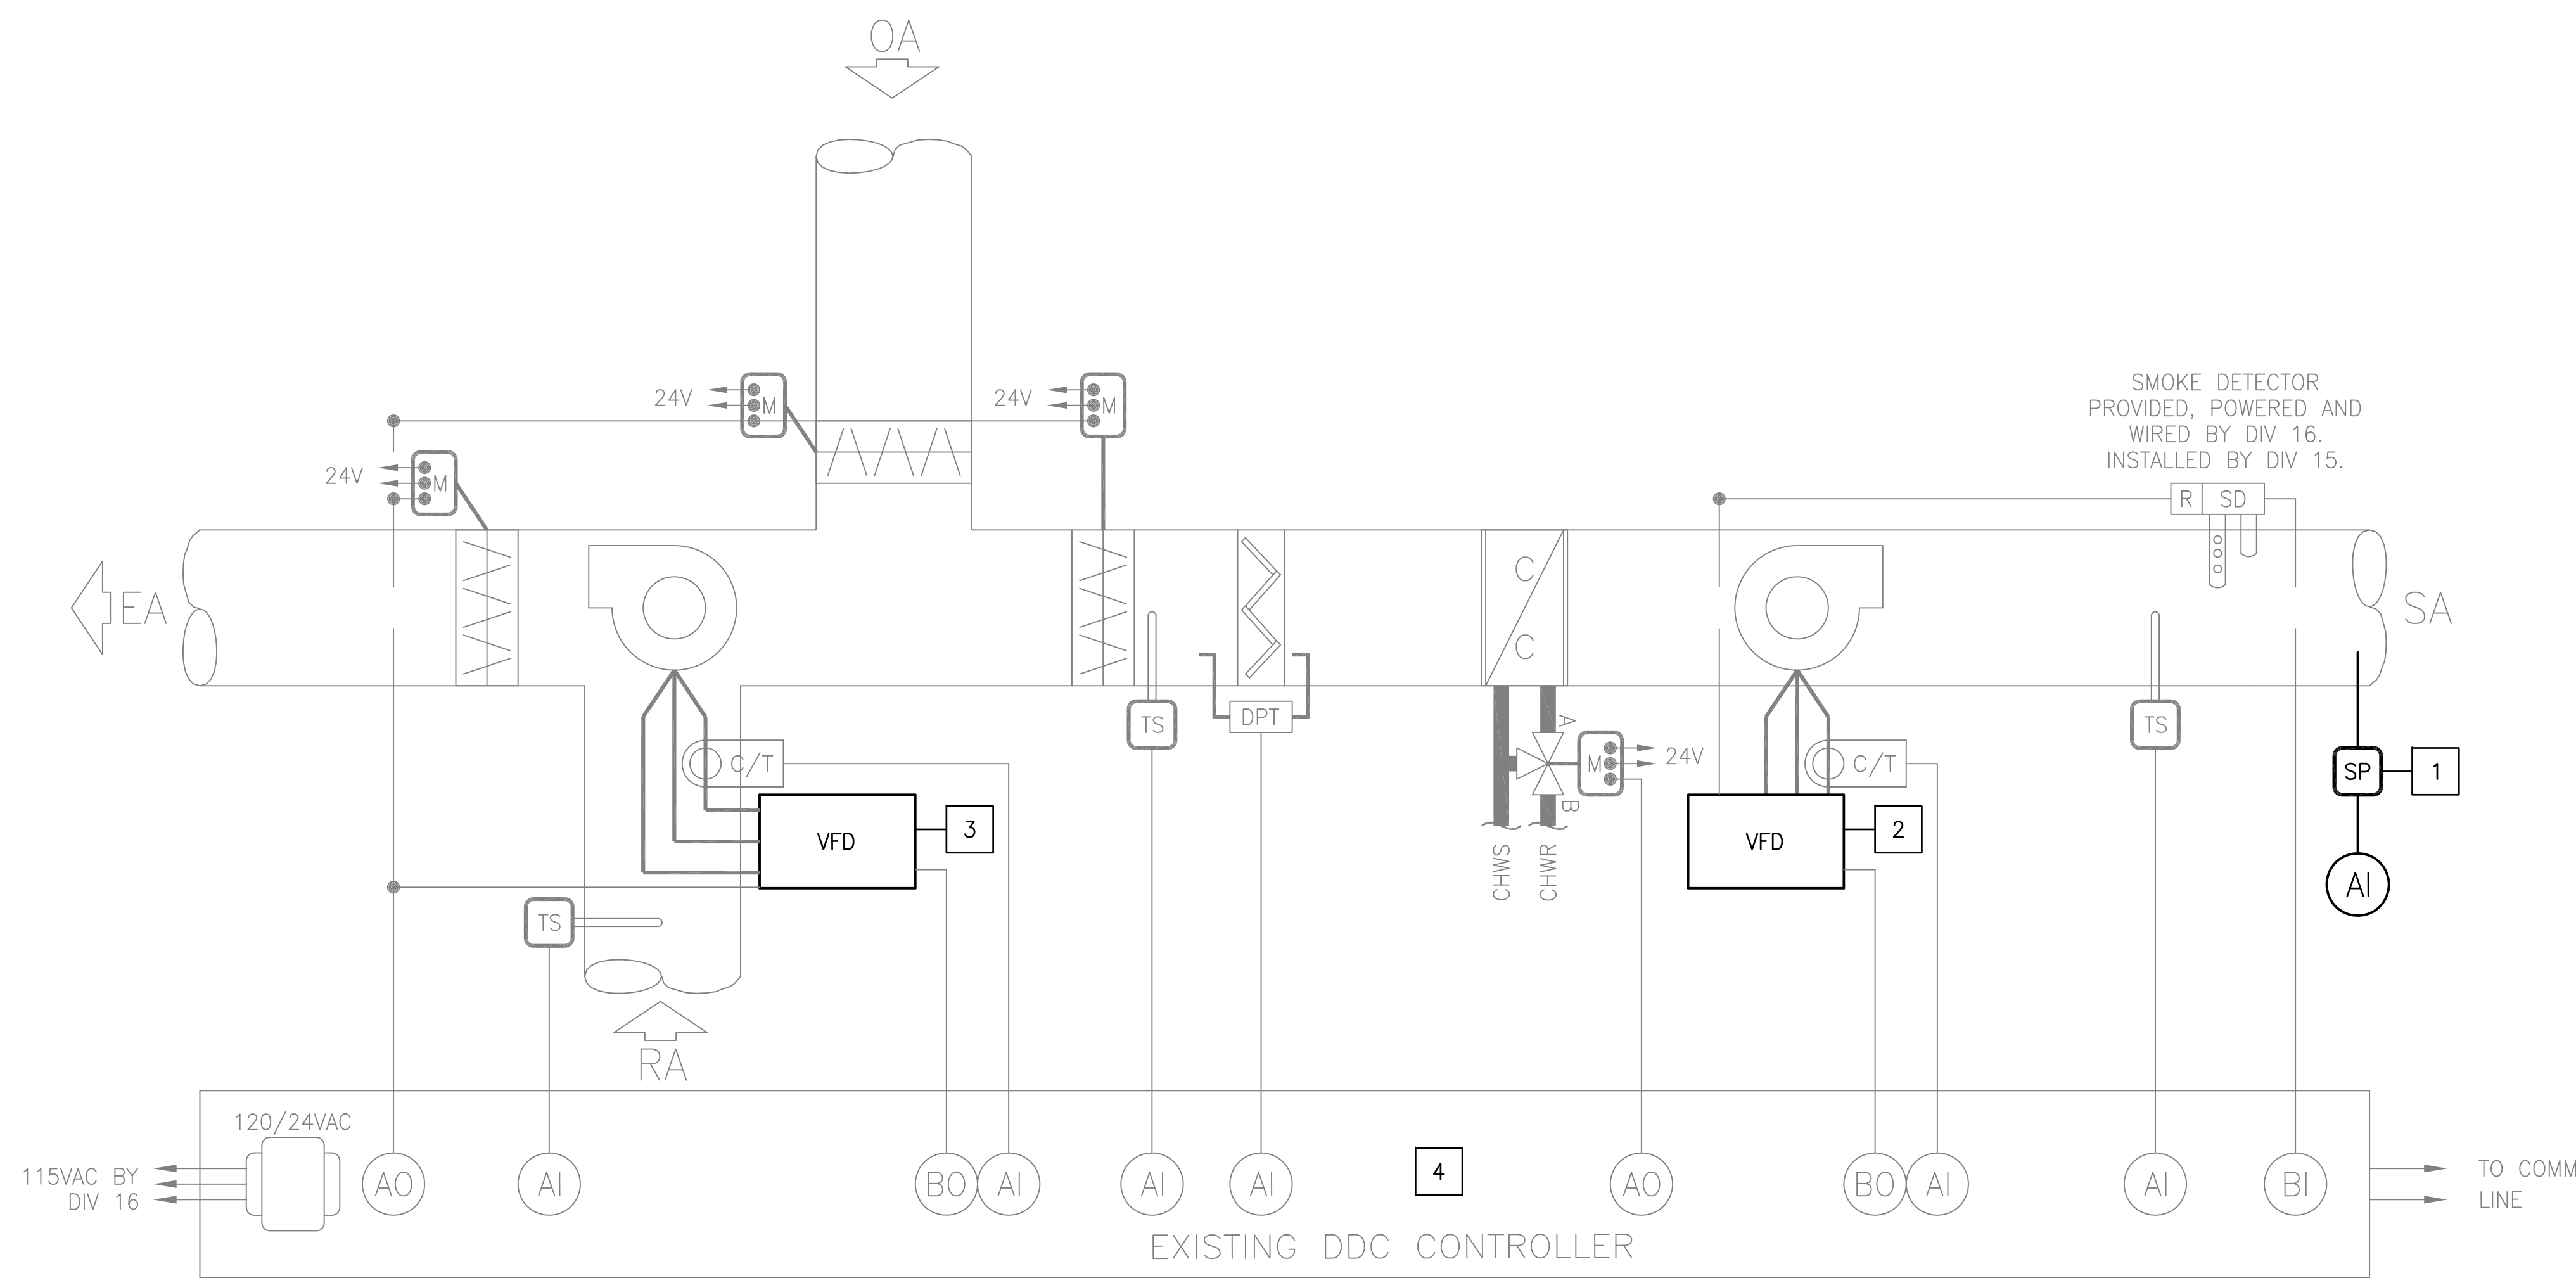 OA
24V
M
24V
M
SMOKE DETECTOR
PROVIDED, POWERED AND
WIRED BY DIV 16.
INSTALLED BY DIV 15.
24V
M
R
SD
EA
C
C
SA
TS
DPT
A
TS
C/T
M
24V
C/T
SP
1
B
VFD
3
VFD
2
CHWS
CHWR
AI
TS
RA
120/24VAC
115VAC BY
DIV 16
AO
AI
BO
AI
AI
AI
4
AO
BO
AI
AI
BI
TO COMM
LINE
EXISTING DDC CONTROLLER